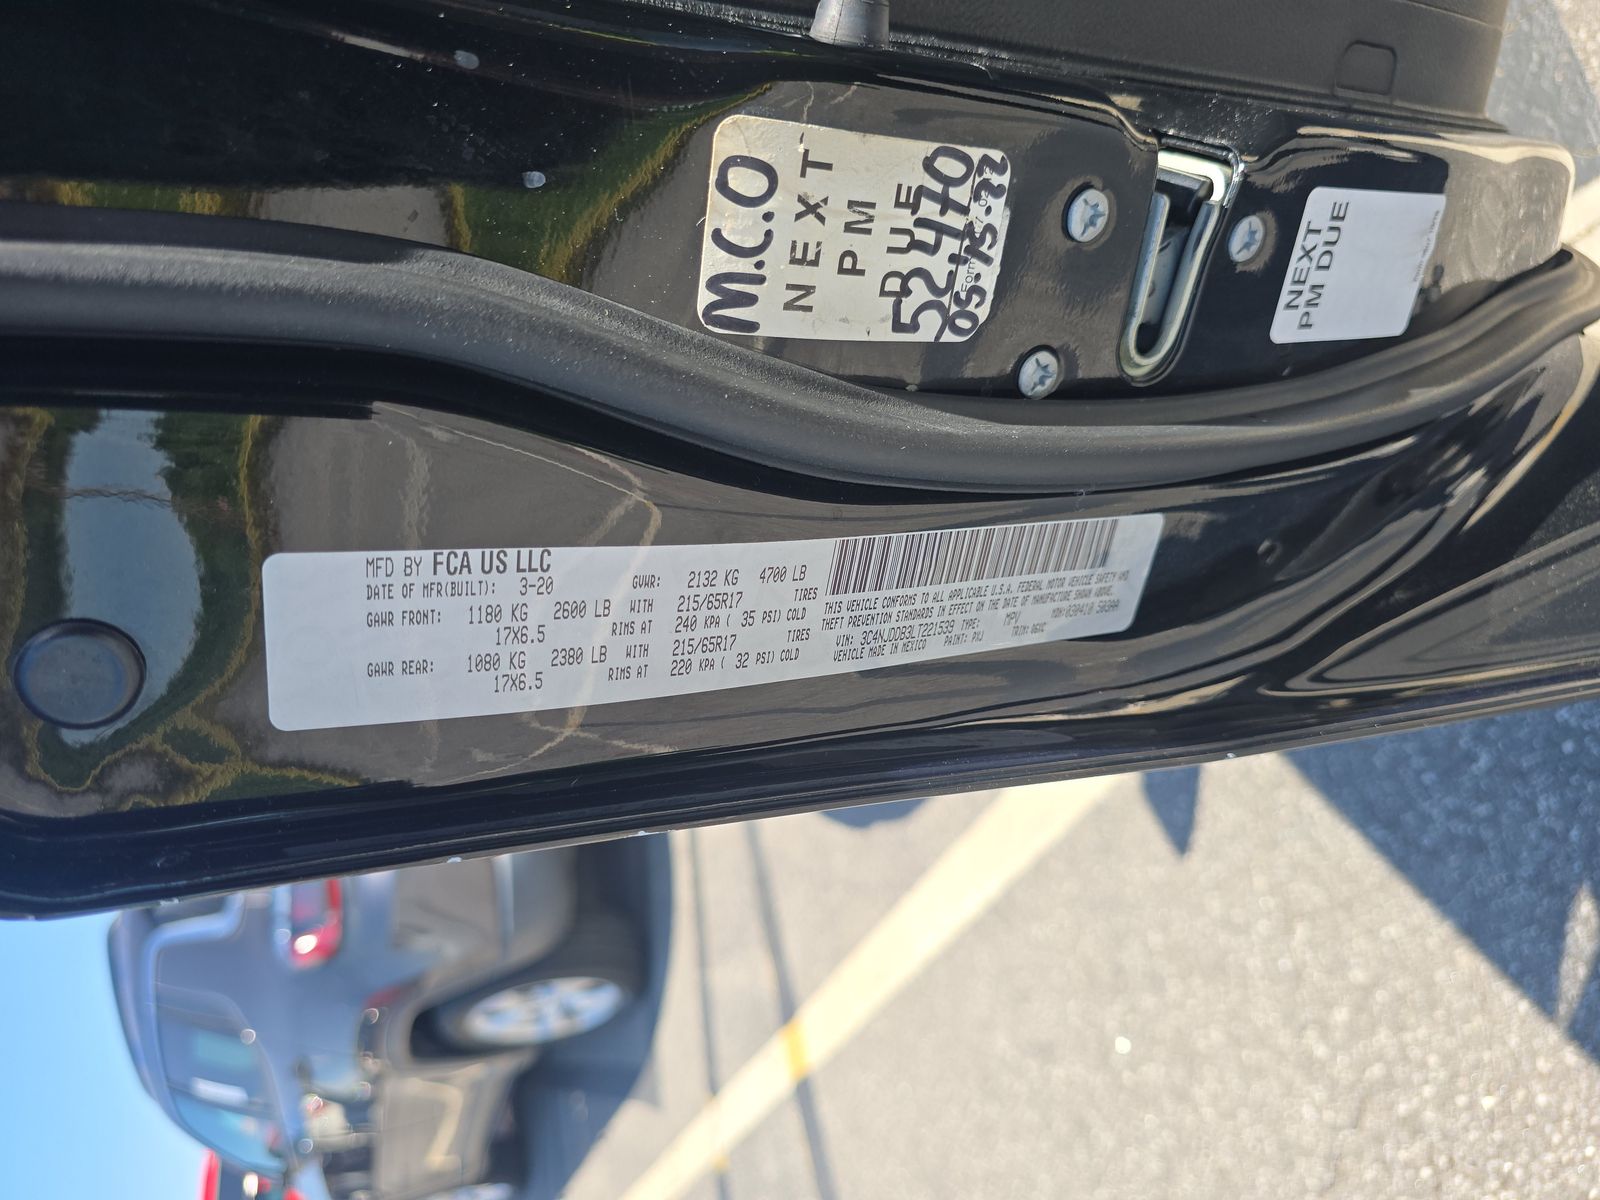 M.C.O
NEXT
PM
DUE
52470
05-15-22
NEXT
PM DUE
MFD BY FCA US LLC
DATE OF MFR(BUILT): 3-20 GVWR: 2132 KG 4700 LB
GAWR FRONT: 1180 KG 2600 LB WITH 215/65R17 TIRES
17X6.5 RIMS AT 240 KPA ( 35 PSI) COLD
GAWR REAR: 1080 KG 2380 LB WITH 215/65R17 TIRES
17X6.5 RIMS AT 220 KPA ( 32 PSI) COLD
THIS VEHICLE CONFORMS TO ALL APPLICABLE U.S.A. FEDERAL MOTOR VEHICLE SAFETY AND
THEFT PREVENTION STANDARDS IN EFFECT ON THE DATE OF MANUFACTURE SHOWN ABOVE.
VIN: 3C4NJDDB3LT221539 TYPE: MPV MDH:
VEHICLE MADE IN MEXICO PAINT: PXJ TRIM: